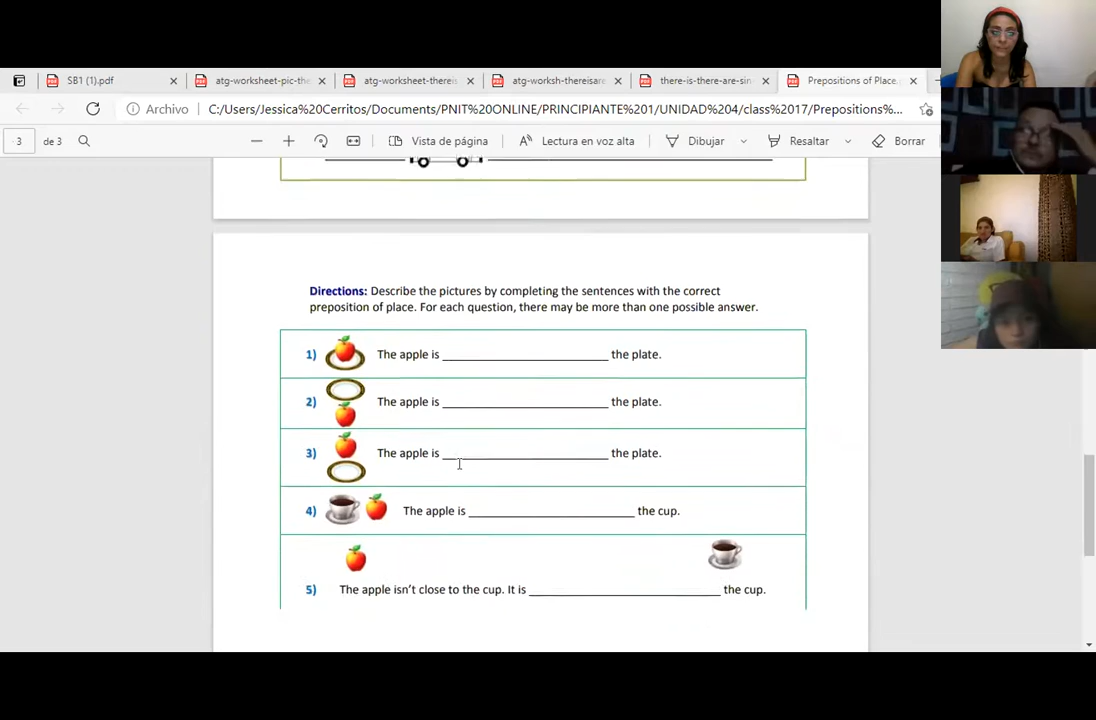 SB1 (1).pdf
atg-worksheet-pic-the
atg-worksheet-thereis
atg-worksh-thereisare
there-is-there-are-sin
Prepositions of Place.
Archivo
C:/Users/Jessica%20Cerritos/Documents/PNIT%20ONLINE/PRINCIPIANTE%201/UNIDAD%204/class%2017/Prepositions%...
3 de 3
Vista de página
Lectura en voz alta
Dibujar
Resaltar
Borrar
Directions: Describe the pictures by completing the sentences with the correct
preposition of place. For each question, there may be more than one possible answer.
1) The apple is ____________________ the plate.
2) The apple is ____________________ the plate.
3) The apple is ____________________ the plate.
4) The apple is ____________________ the cup.
5) The apple isn't close to the cup. It is _______________________ the cup.